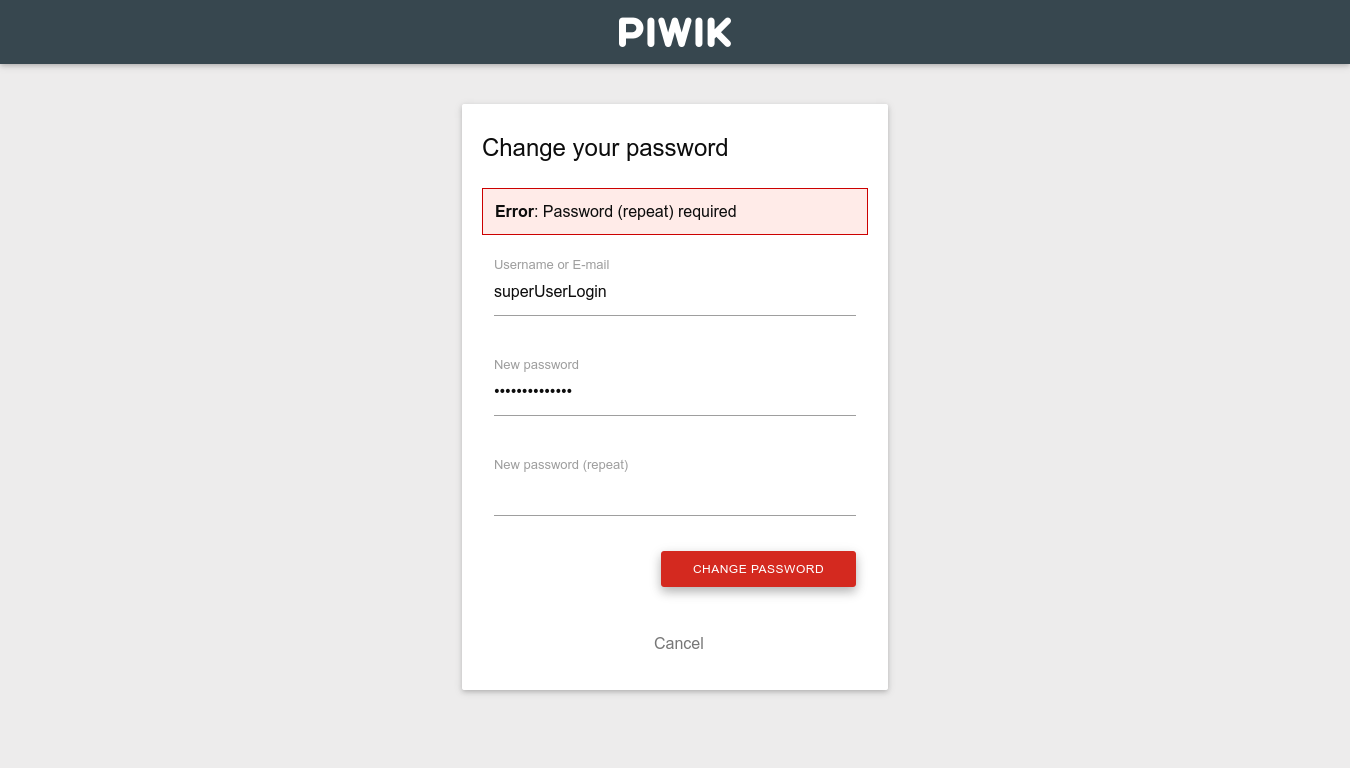 PIWIK
Change your password
Error: Password (repeat) required
Username or E-mail
superUserLogin
New password
••••••••••••••
New password (repeat)
CHANGE PASSWORD
Cancel